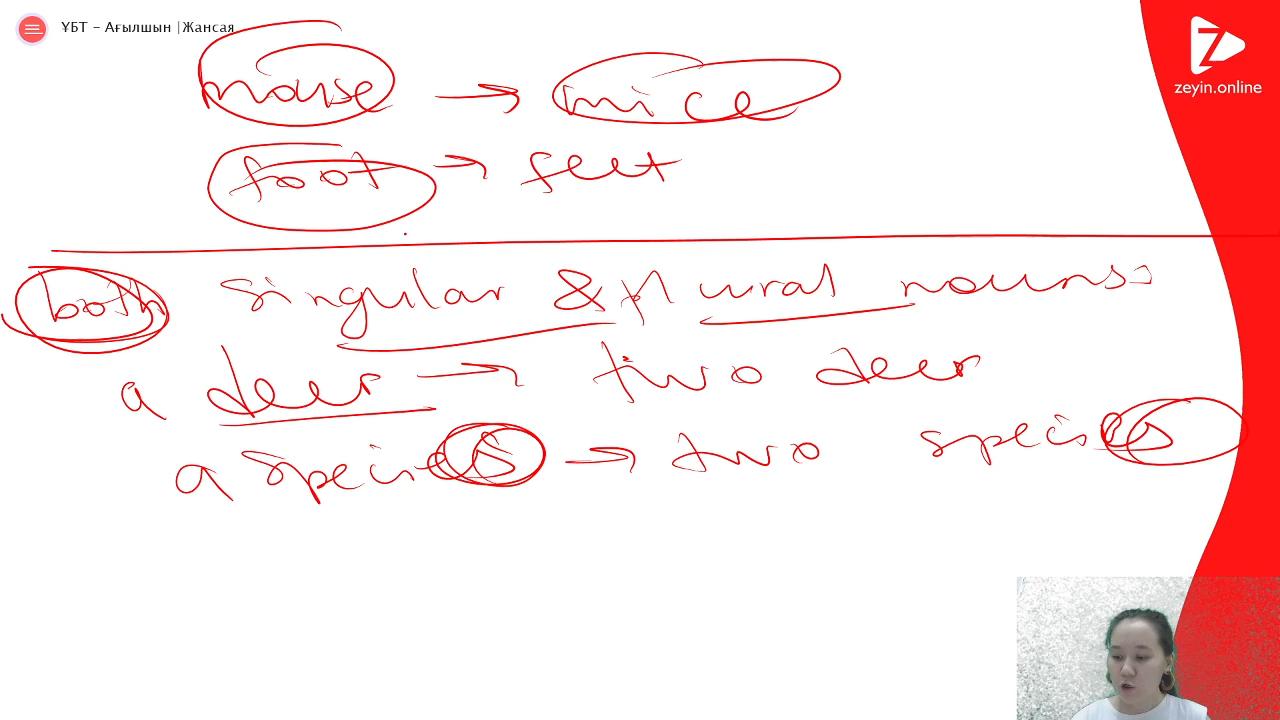 ҰБТ – Ағылшын |Жансая
zeyin.online
mouse → mice
foot → feet
both singular & plural nouns:
a deer → two deer
a species → two species